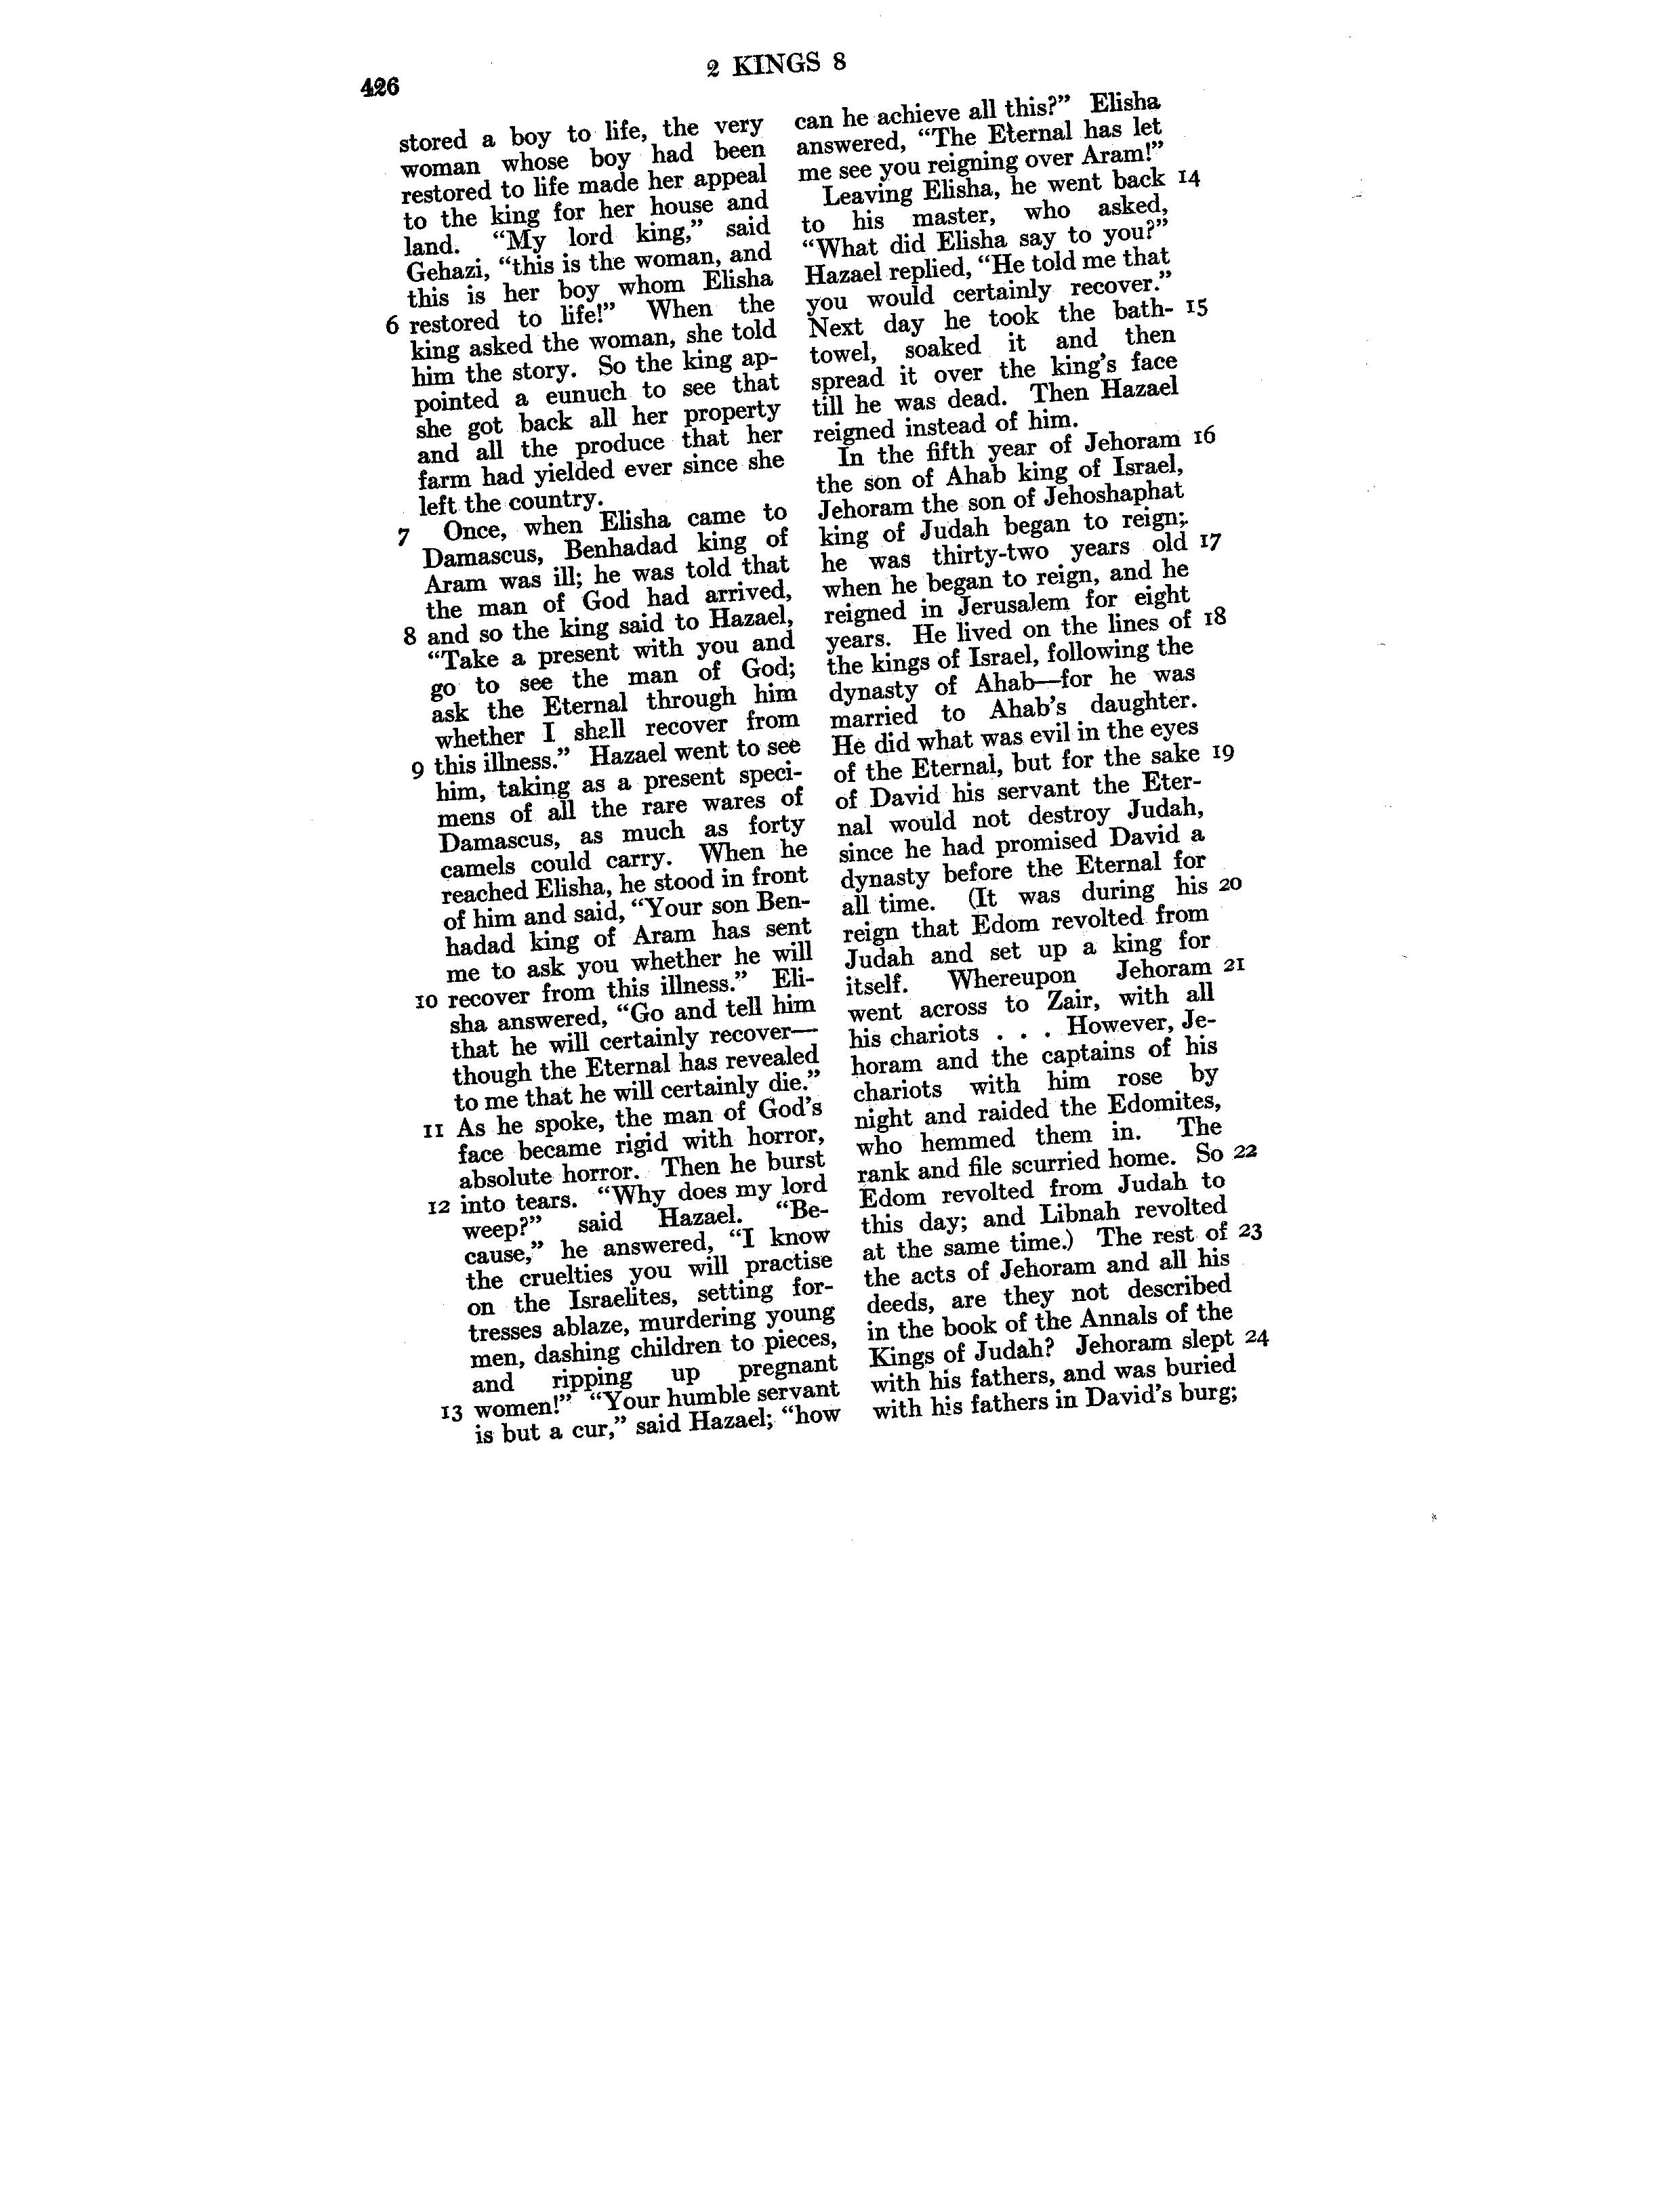 426
2 KINGS 8
stored a boy to life, the very
woman whose boy had been
restored to life made her appeal
to the king for her house and
land. “My lord king,” said
Gehazi, “this is the woman, and
this is her boy whom Elisha
6 restored to life!” When the
king asked the woman, she told
him the story. So the king ap-
pointed a eunuch to see that
she got back all her property
and all the produce that her
farm had yielded ever since she
left the country.
7 Once, when Elisha came to
Damascus, Benhadad king of
Aram was ill; he was told that
the man of God had arrived,
8 and so the king said to Hazael,
“Take a present with you and
go to see the man of God;
ask the Eternal through him
whether I shall recover from
9 this illness.” Hazael went to see
him, taking as a present speci-
mens of all the rare wares of
Damascus, as much as forty
camels could carry. When he
reached Elisha, he stood in front
of him and said, “Your son Ben-
hadad king of Aram has sent
me to ask you whether he will
10 recover from this illness.” Eli-
sha answered, “Go and tell him
that he will certainly recover—
though the Eternal has revealed
to me that he will certainly die.”
11 As he spoke, the man of God’s
face became rigid with horror,
absolute horror. Then he burst
12 into tears. “Why does my lord
weep?” said Hazael. “Be-
cause,” he answered, “I know
the cruelties you will practise
on the Israelites, setting for-
tresses ablaze, murdering young
men, dashing children to pieces,
and ripping up pregnant
13 women!” “Your humble servant
is but a cur,” said Hazael; “how
can he achieve all this?” Elisha
answered, “The Eternal has let
me see you reigning over Aram!”
Leaving Elisha, he went back 14
to his master, who asked,
“What did Elisha say to you?”
Hazael replied, “He told me that
you would certainly recover.”
Next day he took the bath- 15
towel, soaked it and then
spread it over the king’s face
till he was dead. Then Hazael
reigned instead of him.
In the fifth year of Jehoram 16
the son of Ahab king of Israel,
Jehoram the son of Jehoshaphat
king of Judah began to reign;
he was thirty-two years old 17
when he began to reign, and he
reigned in Jerusalem for eight
years. He lived on the lines of 18
the kings of Israel, following the
dynasty of Ahab—for he was
married to Ahab’s daughter.
He did what was evil in the eyes
of the Eternal, but for the sake 19
of David his servant the Eter-
nal would not destroy Judah,
since he had promised David a
dynasty before the Eternal for
all time. (It was during his 20
reign that Edom revolted from
Judah and set up a king for
itself. Whereupon Jehoram 21
went across to Zair, with all
his chariots . . . However, Je-
horam and the captains of his
chariots with him rose by
night and raided the Edomites,
who hemmed them in. The
rank and file scurried home. So 22
Edom revolted from Judah to
this day; and Libnah revolted
at the same time.) The rest of 23
the acts of Jehoram and all his
deeds, are they not described
in the book of the Annals of the
Kings of Judah? Jehoram slept 24
with his fathers, and was buried
with his fathers in David’s burg;